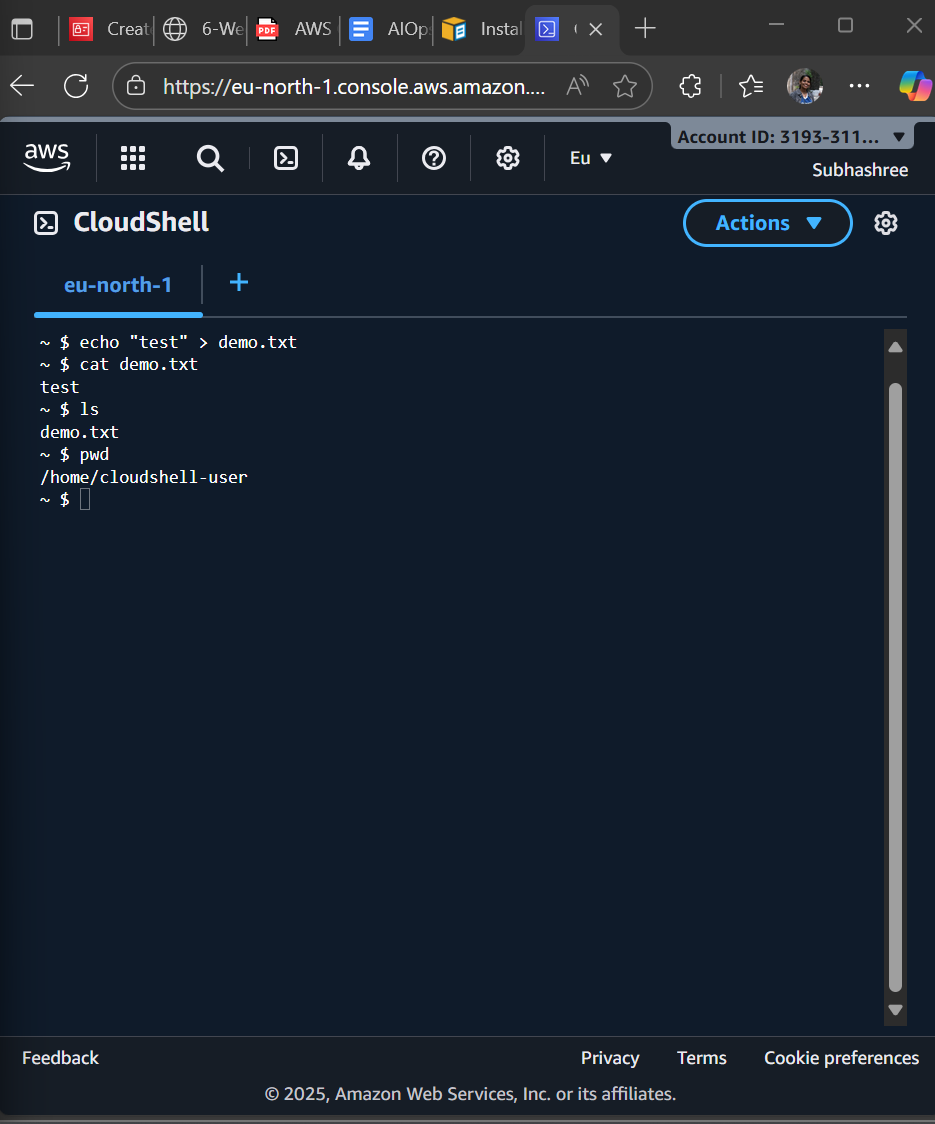 Creat
6-We
AWS
AIOp
Instal
https://eu-north-1.console.aws.amazon....
aws
Eu
Account ID: 3193-311...
Subhashree
CloudShell
Actions
eu-north-1
~ $ echo "test" > demo.txt
~ $ cat demo.txt
test
~ $ ls
demo.txt
~ $ pwd
/home/cloudshell-user
~ $
Feedback
Privacy
Terms
Cookie preferences
© 2025, Amazon Web Services, Inc. or its affiliates.